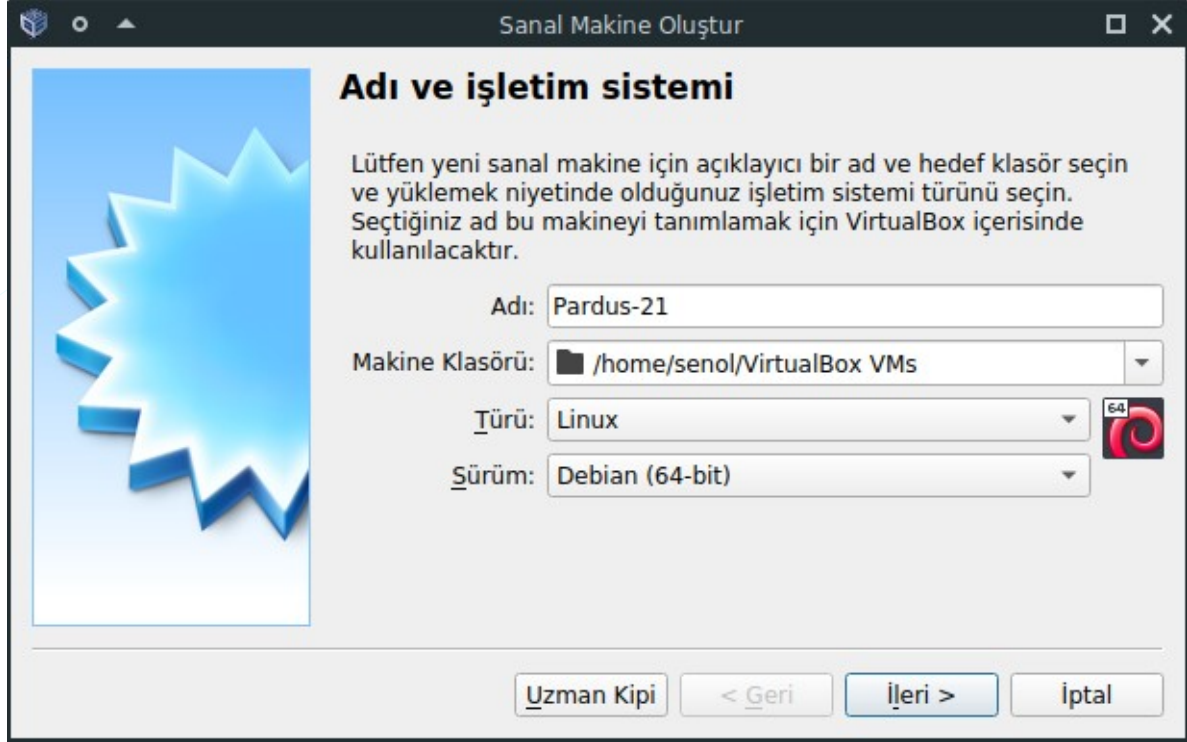 Sanal Makine Oluştur
Adı ve işletim sistemi
Lütfen yeni sanal makine için açıklayıcı bir ad ve hedef klasör seçin
ve yüklemek niyetinde olduğunuz işletim sistemi türünü seçin.
Seçtiğiniz ad bu makineyi tanımlamak için VirtualBox içerisinde
kullanılacaktır.
Adı: Pardus-21
Makine Klasörü: /home/senol/VirtualBox VMs
Türü: Linux
64
Sürüm: Debian (64-bit)
Uzman Kipi < Geri İleri > İptal